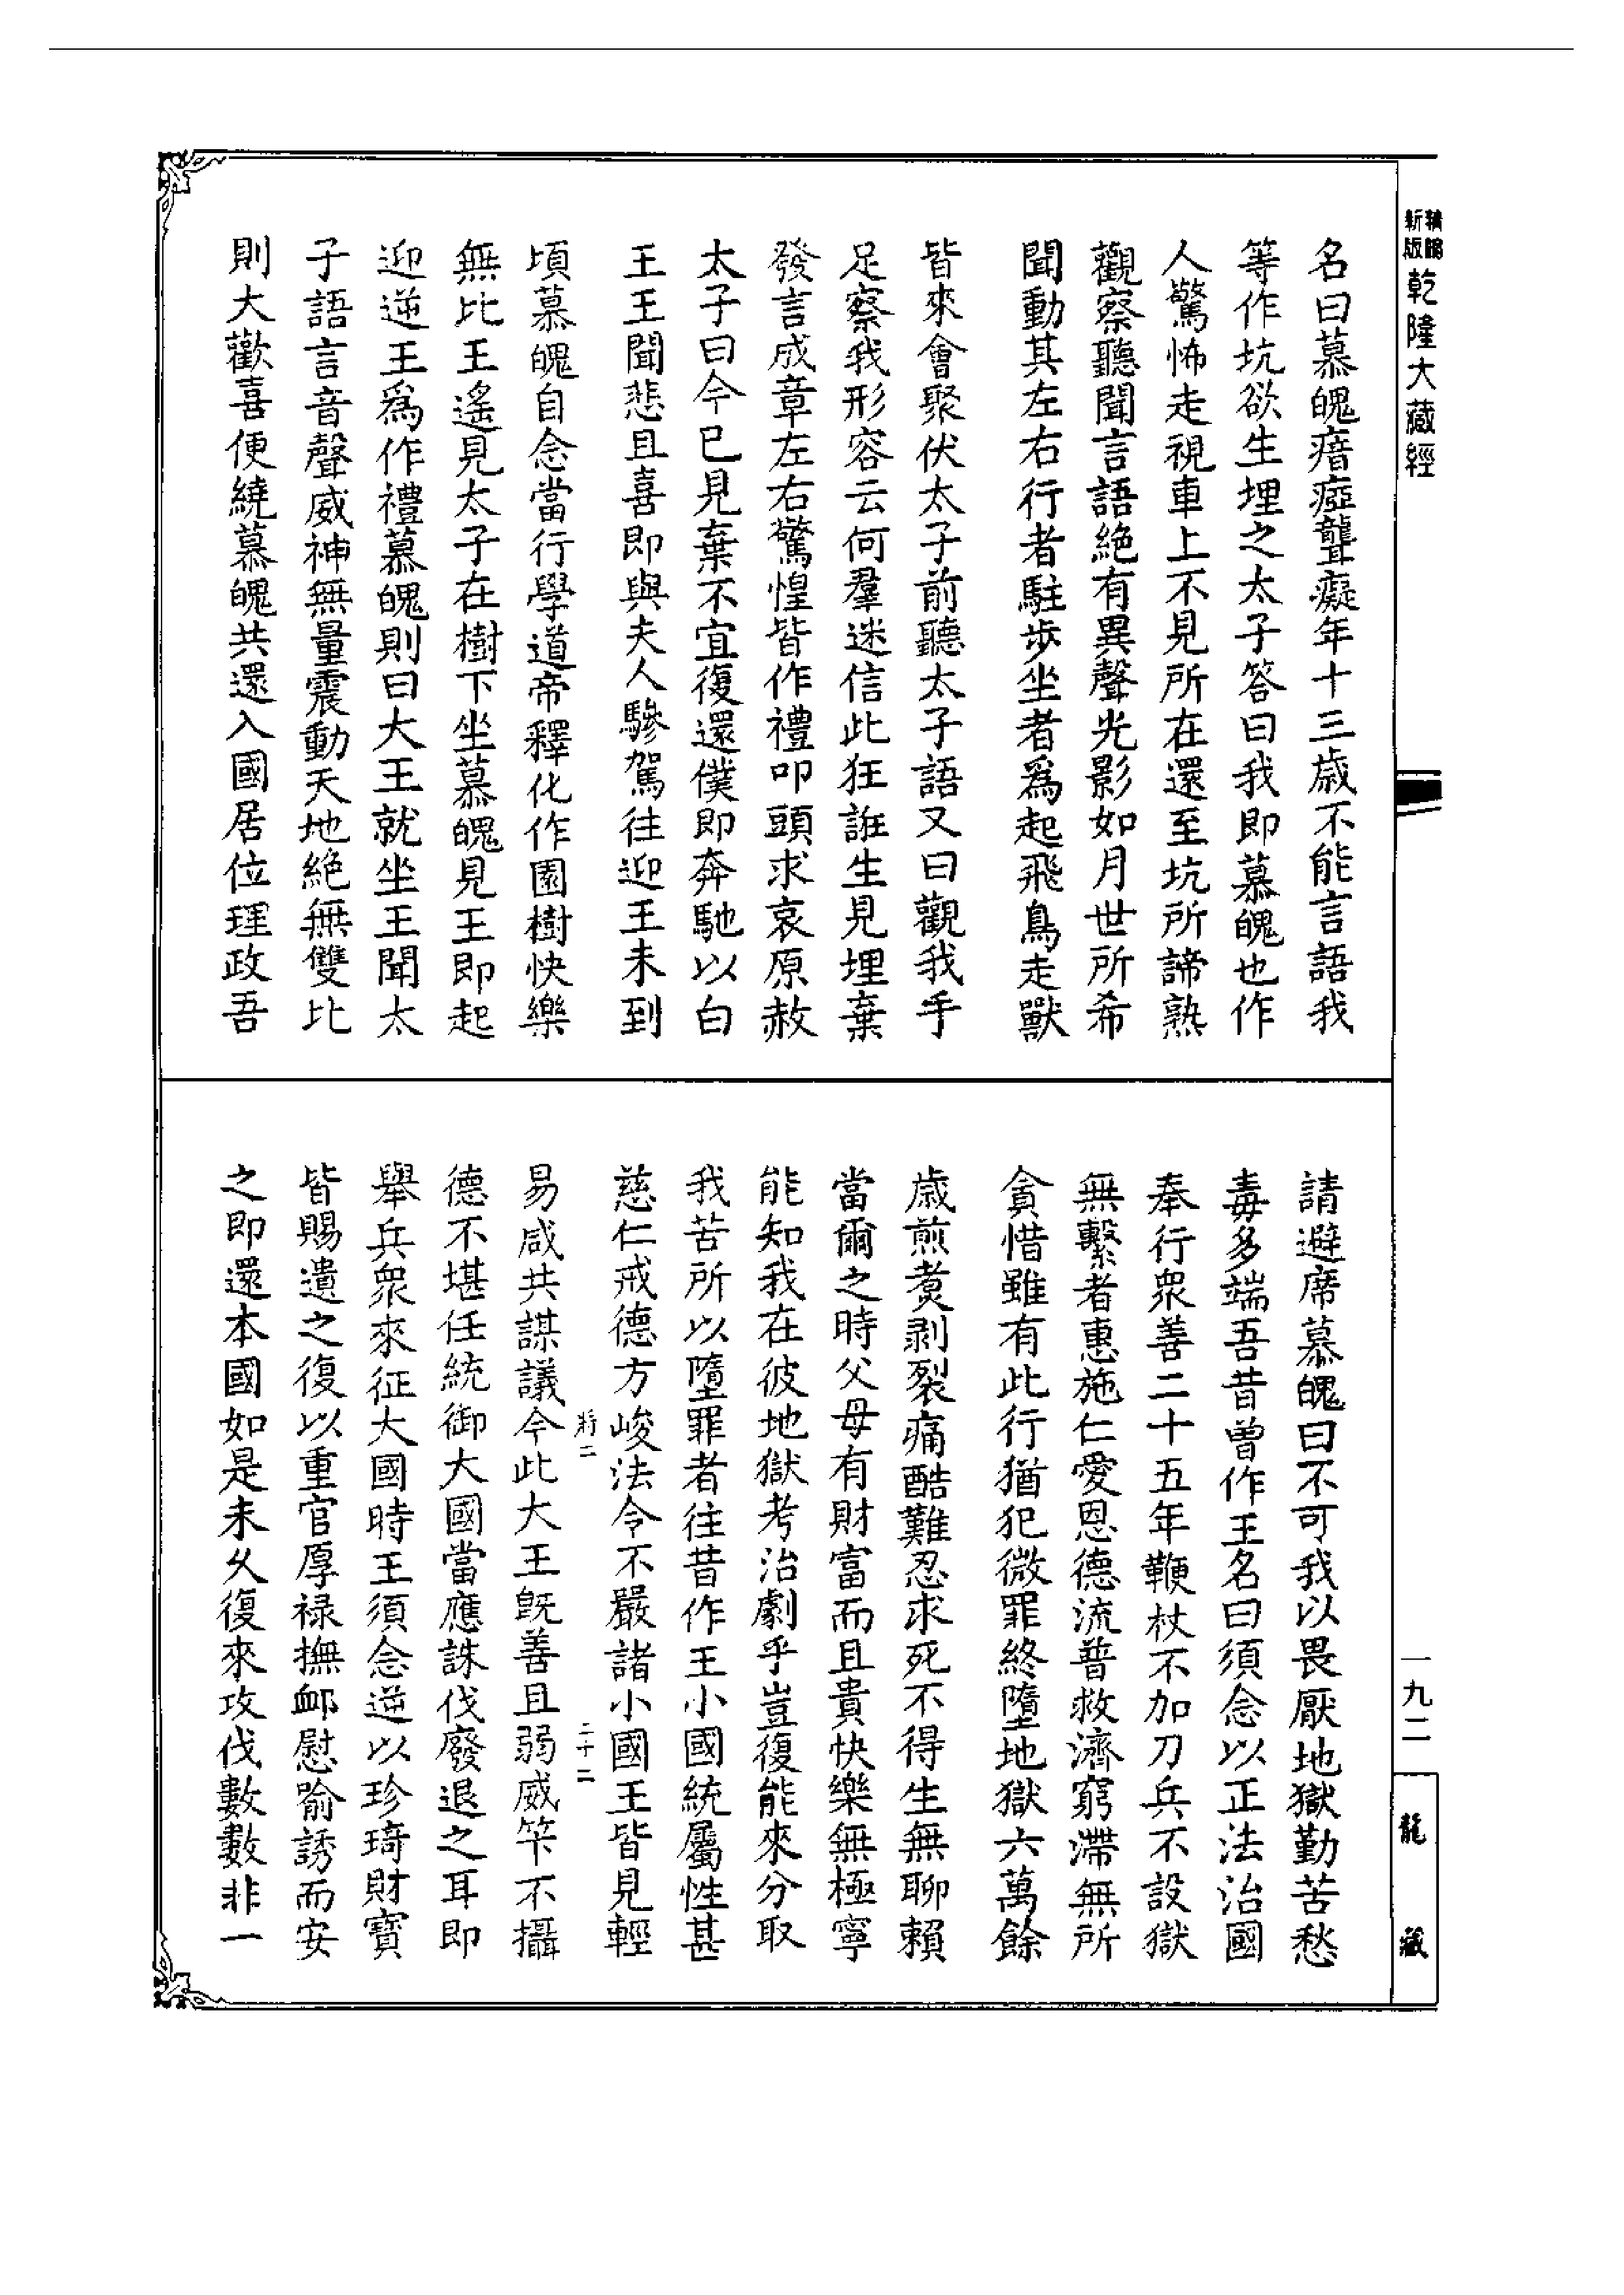 新版
精縮
乾隆大藏經
名曰慕魄瘖瘂聾癡年十三歲不能言語我
等作坑欲生埋之太子答曰我即慕魄也作
人驚怖走視車上不見所在還至坑所諦熟
觀察聽聞言語絕有異聲光影如月世所希
聞動其左右行者駐步坐者爲起飛鳥走獸
皆來會聚伏太子前聽太子語又曰觀我手
足察我形容云何羣迷信此狂誑生見埋棄
發言成章左右驚惶皆作禮叩頭求哀原赦
太子曰今已見棄不宜復還僕即奔馳以白
王王聞悲且喜即與夫人驂駕往迎王未到
頃慕魄自念當行學道帝釋化作園樹快樂
無比王遙見太子在樹下坐慕魄見王即起
迎逆王爲作禮慕魄則曰大王就坐王聞太
子語言音聲威神無量震動天地絕無雙比
則大歡喜便繞慕魄共還入國居位理政吾
請避席慕魄曰不可我以畏厭地獄勤苦愁
毒多端吾昔曾作王名曰須念以正法治國
奉行衆善二十五年鞭杖不加刀兵不設獄
無繫者惠施仁愛恩德流普救濟窮滯無所
貪惜雖有此行猶犯微罪終墮地獄六萬餘
歲煎煑剥裂痛酷難忍求死不得生無聊賴
當爾之時父母有財富而且貴快樂無極寧
能知我在彼地獄考治劇乎豈復能來分取
我苦所以墮罪者往昔作王小國統屬性甚
慈仁戒德方峻法令不嚴諸小國王皆見輕
將二
二十二
易咸共謀議今此大王既善且弱威笇不攝
德不堪任統御大國當應誅伐廢退之耳即
舉兵衆來征大國時王須念逆以珍琦財寶
皆賜遺之復以重官厚祿撫卹慰喻誘而安
之即還本國如是未久復來攻伐數數非一
一九二
龍藏